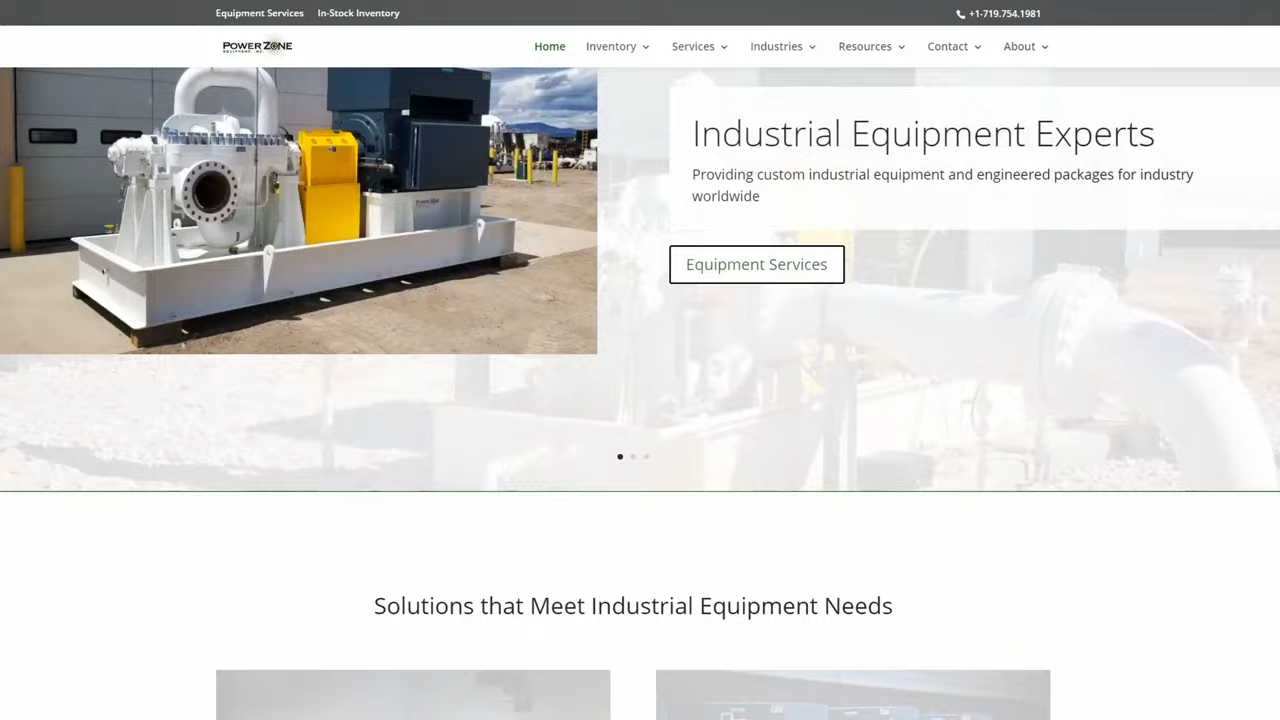 Equipment Services In-Stock Inventory +1-719.754.1981
POWER ZONE
EQUIPMENT, INC.
Home Inventory Services Industries Resources Contact About
Industrial Equipment Experts
Providing custom industrial equipment and engineered packages for industry
worldwide
Equipment Services
Solutions that Meet Industrial Equipment Needs